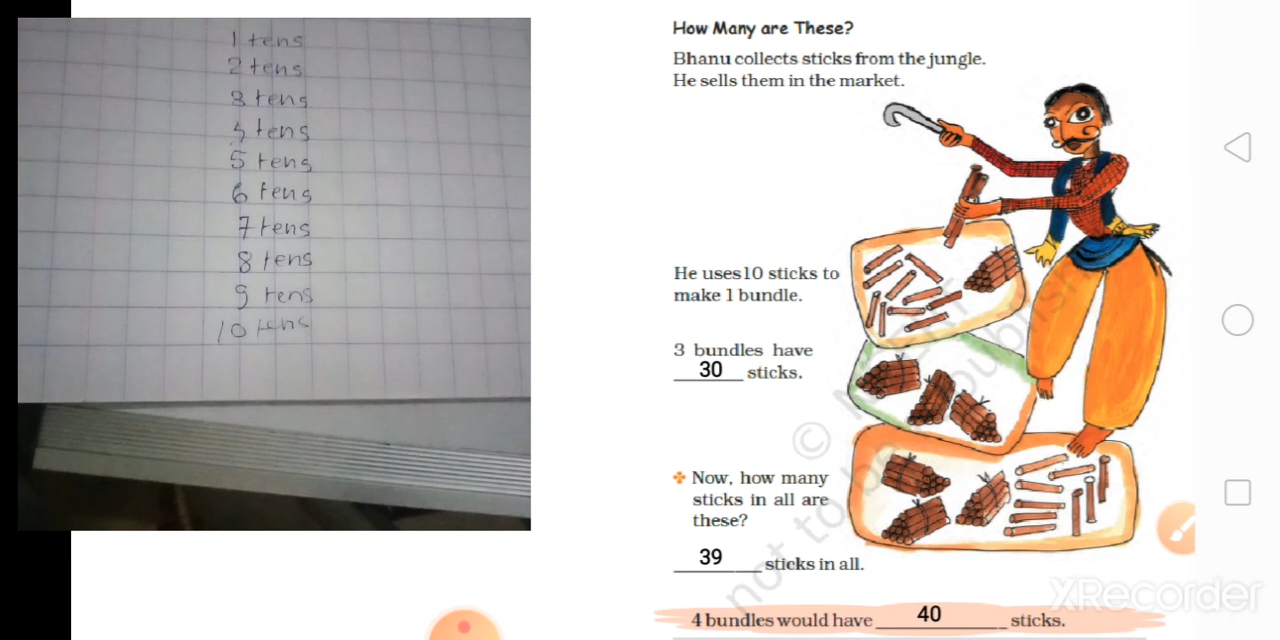 1 tens
2 tens
3 tens
4 tens
5 tens
6 tens
7 tens
8 tens
9 tens
10 tens
How Many are These?
Bhanu collects sticks from the jungle.
He sells them in the market.
He uses10 sticks to
make 1 bundle.
3 bundles have
30 sticks.
Now, how many
sticks in all are
these?
39 sticks in all.
4 bundles would have 40 sticks.
not to be
XRecorder